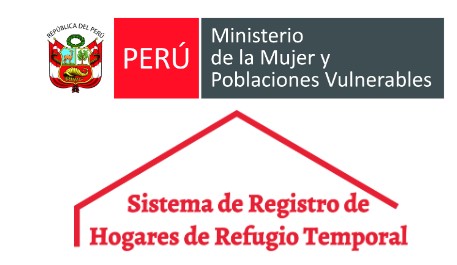 REPÚBLICA DEL PERÚ
PERÚ
Ministerio
de la Mujer y
Poblaciones Vulnerables
Sistema de Registro de
Hogares de Refugio Temporal